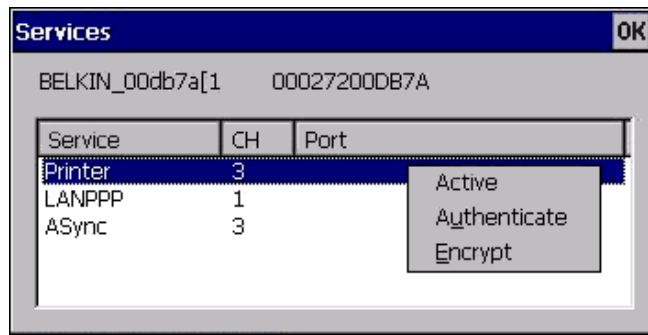 Services OK
BELKIN_00db7a[1 00027200DB7A
Service CH Port
Printer 3
LANPPP 1
ASync 3
Active
Authenticate
Encrypt